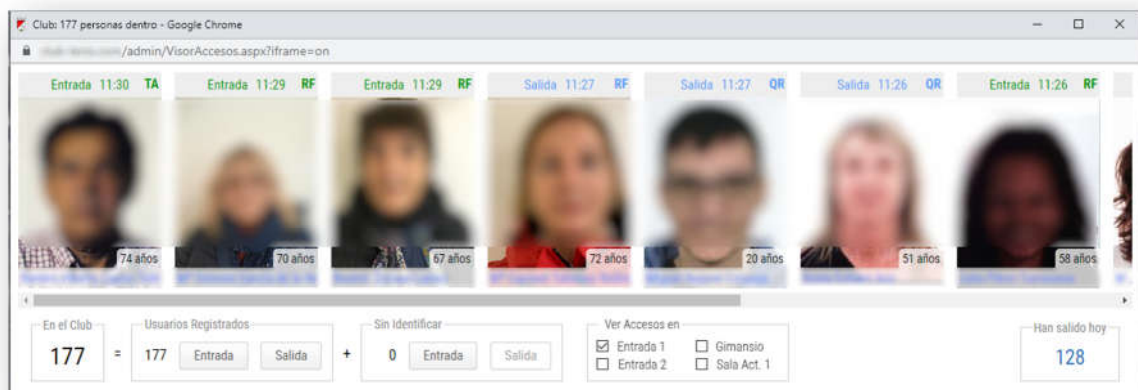 Club: 177 personas dentro - Google Chrome
/admin/VisorAccesos.aspx?iframe=on
Entrada 11:30 TA
Entrada 11:29 RF
Entrada 11:29 RF
Salida 11:27 RF
Salida 11:27 QR
Salida 11:26 QR
Entrada 11:26 RF
74 años
70 años
67 años
72 años
20 años
51 años
58 años
En el Club
177
=
Usuarios Registrados
177 Entrada Salida
+
Sin Identificar
0 Entrada Salida
Ver Accesos en
Entrada 1 Gimansio
Entrada 2 Sala Act. 1
Han salido hoy
128